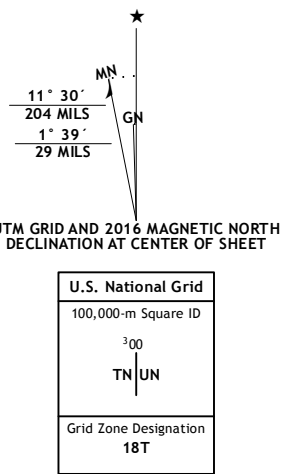 ★
MN
11° 30´
204 MILS
GN
1° 39´
29 MILS
UTM GRID AND 2016 MAGNETIC NORTH
DECLINATION AT CENTER OF SHEET
U.S. National Grid
100,000-m Square ID
³00
TN UN
Grid Zone Designation
18T